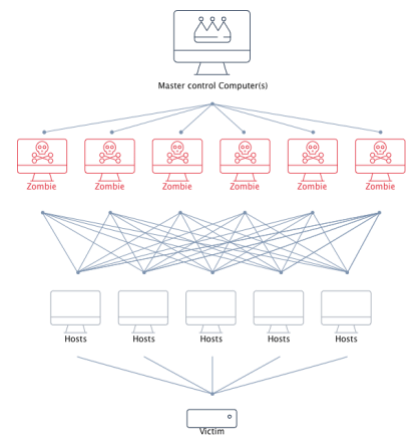 Master control Computer(s)
Zombie Zombie Zombie Zombie Zombie Zombie
Hosts Hosts Hosts Hosts Hosts
Victim